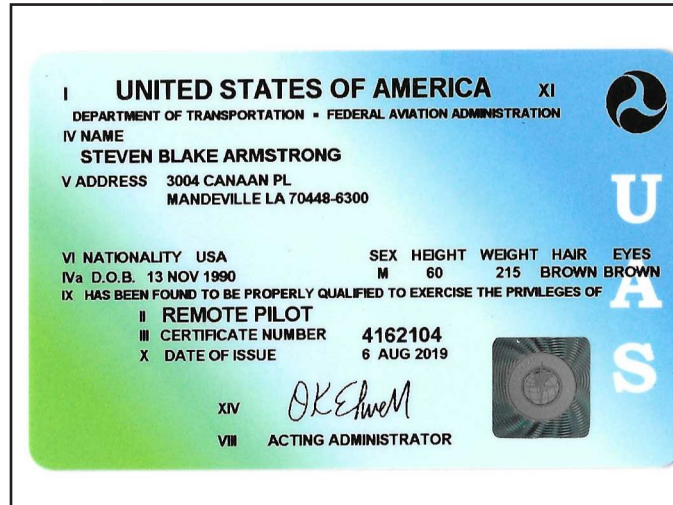 I UNITED STATES OF AMERICA XI
DEPARTMENT OF TRANSPORTATION - FEDERAL AVIATION ADMINISTRATION
IV NAME
STEVEN BLAKE ARMSTRONG
V ADDRESS 3004 CANAAN PL
MANDEVILLE LA 70448-6300
VI NATIONALITY USA SEX HEIGHT WEIGHT HAIR EYES
IVa D.O.B. 13 NOV 1990 M 60 215 BROWN BROWN
IX HAS BEEN FOUND TO BE PROPERLY QUALIFIED TO EXERCISE THE PRIVILEGES OF
II REMOTE PILOT
III CERTIFICATE NUMBER 4162104
X DATE OF ISSUE 6 AUG 2019
XIV
VIII ACTING ADMINISTRATOR
UAS